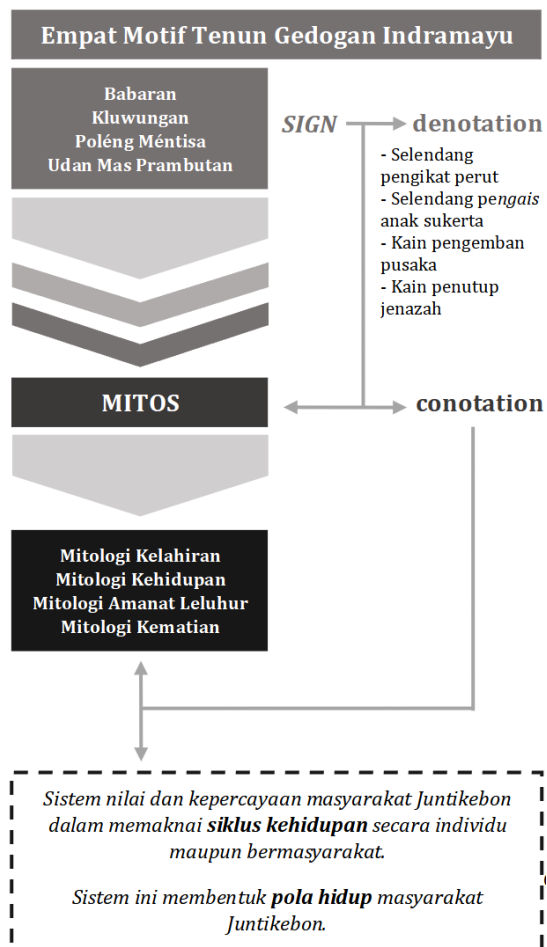 Empat Motif Tenun Gedogan Indramayu
Babaran
Kluwungan
Poléng Méntisa
Udan Mas Prambutan
SIGN
denotation
- Selendang
pengikat perut
- Selendang pengais
anak sukerta
- Kain pengemban
pusaka
- Kain penutup
jenazah
MITOS
conotation
Mitologi Kelahiran
Mitologi Kehidupan
Mitologi Amanat Leluhur
Mitologi Kematian
Sistem nilai dan kepercayaan masyarakat Juntikebon
dalam memaknai siklus kehidupan secara individu
maupun bermasyarakat.
Sistem ini membentuk pola hidup masyarakat
Juntikebon.